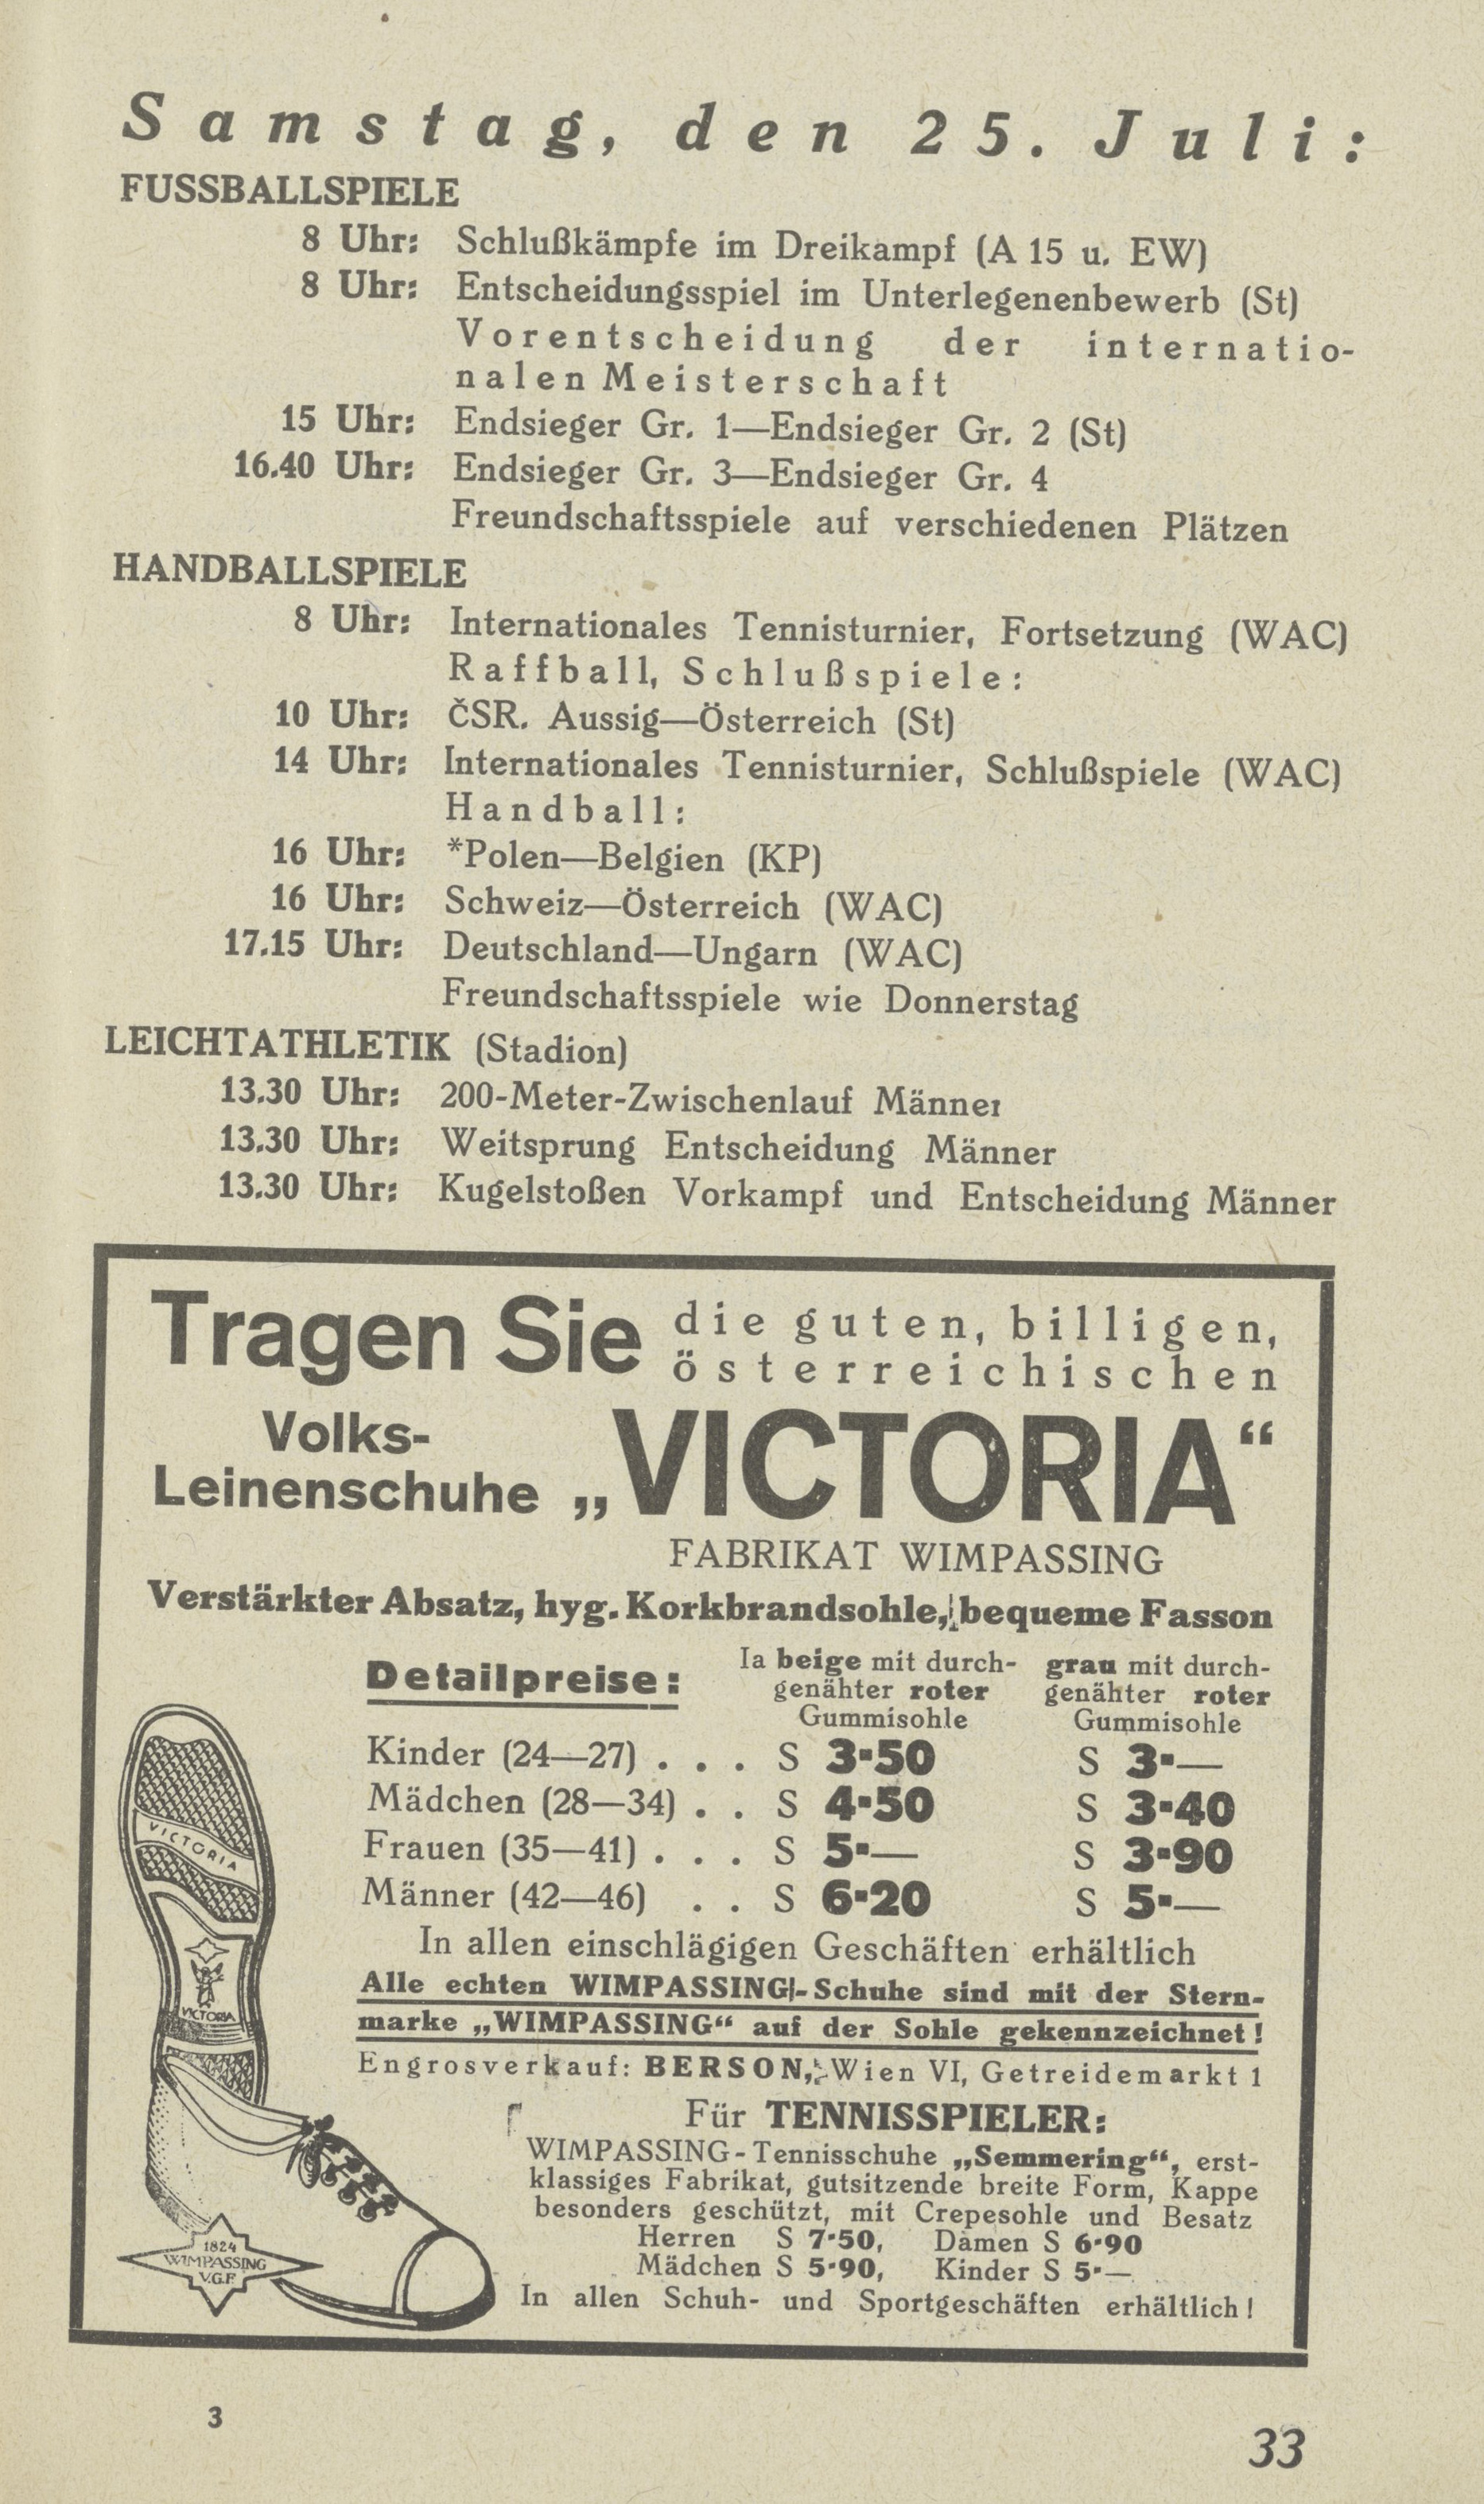 Samstag, den 25. Juli:
FUSSBALLSPIELE
8 Uhr: Schlußkämpfe im Dreikampf (A 15 u. EW)
8 Uhr: Entscheidungsspiel im Unterlegenenbewerb (St)
Vorentscheidung der internatio-
nalen Meisterschaft
15 Uhr: Endsieger Gr. 1—Endsieger Gr. 2 (St)
16.40 Uhr: Endsieger Gr. 3—Endsieger Gr. 4
Freundschaftsspiele auf verschiedenen Plätzen
HANDBALLSPIELE
8 Uhr: Internationales Tennisturnier, Fortsetzung (WAC)
Raffball, Schlußspiele:
10 Uhr: ČSR. Aussig—Österreich (St)
14 Uhr: Internationales Tennisturnier, Schlußspiele (WAC)
Handball:
16 Uhr: *Polen—Belgien (KP)
16 Uhr: Schweiz—Österreich (WAC)
17.15 Uhr: Deutschland—Ungarn (WAC)
Freundschaftsspiele wie Donnerstag
LEICHTATHLETIK (Stadion)
13.30 Uhr: 200-Meter-Zwischenlauf Männer
13.30 Uhr: Weitsprung Entscheidung Männer
13.30 Uhr: Kugelstoßen Vorkampf und Entscheidung Männer
Tragen Sie die guten, billigen,
österreichischen
Volks-
Leinenschuhe „VICTORIA“
FABRIKAT WIMPASSING
Verstärkter Absatz, hyg. Korkbrandsohle, bequeme Fasson
Detailpreise: Ia beige mit durch- grau mit durch-
genähter roter genähter roter
Gummisohle Gummisohle
Kinder (24—27) . . . S 3·50 S 3·—
Mädchen (28—34) . . S 4·50 S 3·40
Frauen (35—41) . . . S 5·— S 3·90
Männer (42—46) . . S 6·20 S 5·—
In allen einschlägigen Geschäften erhältlich
Alle echten WIMPASSING-Schuhe sind mit der Stern-
marke „WIMPASSING“ auf der Sohle gekennzeichnet!
Engrosverkauf: BERSON, Wien VI, Getreidemarkt 1
Für TENNISSPIELER:
WIMPASSING-Tennisschuhe „Semmering“, erst-
klassiges Fabrikat, gutsitzende breite Form, Kappe
besonders geschützt, mit Crepesohle und Besatz
Herren S 7·50, Damen S 6·90
Mädchen S 5·90, Kinder S 5·—
In allen Schuh- und Sportgeschäften erhältlich!
VICTORIA
VICTORIA
1824
WIMPASSING
V.G.F.
3
33